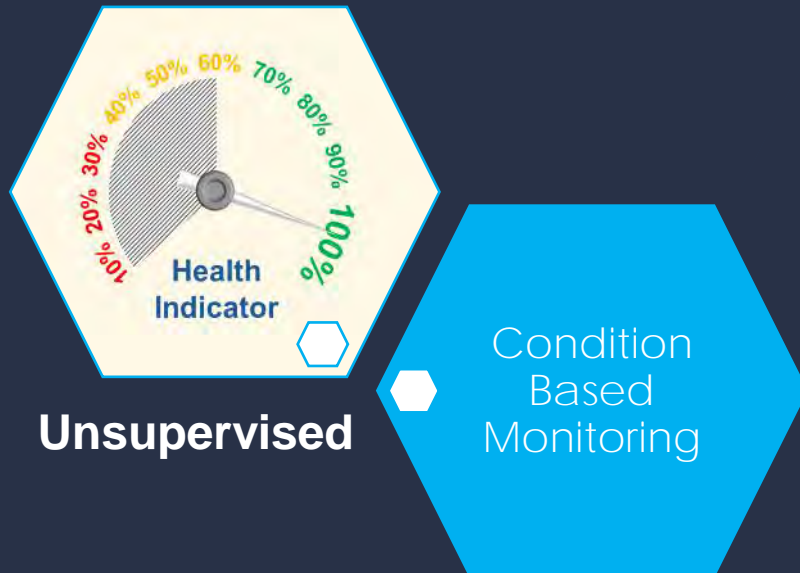 10% 20% 30% 40% 50% 60% 70% 80% 90% 100%
Health
Indicator
Unsupervised
Condition
Based
Monitoring